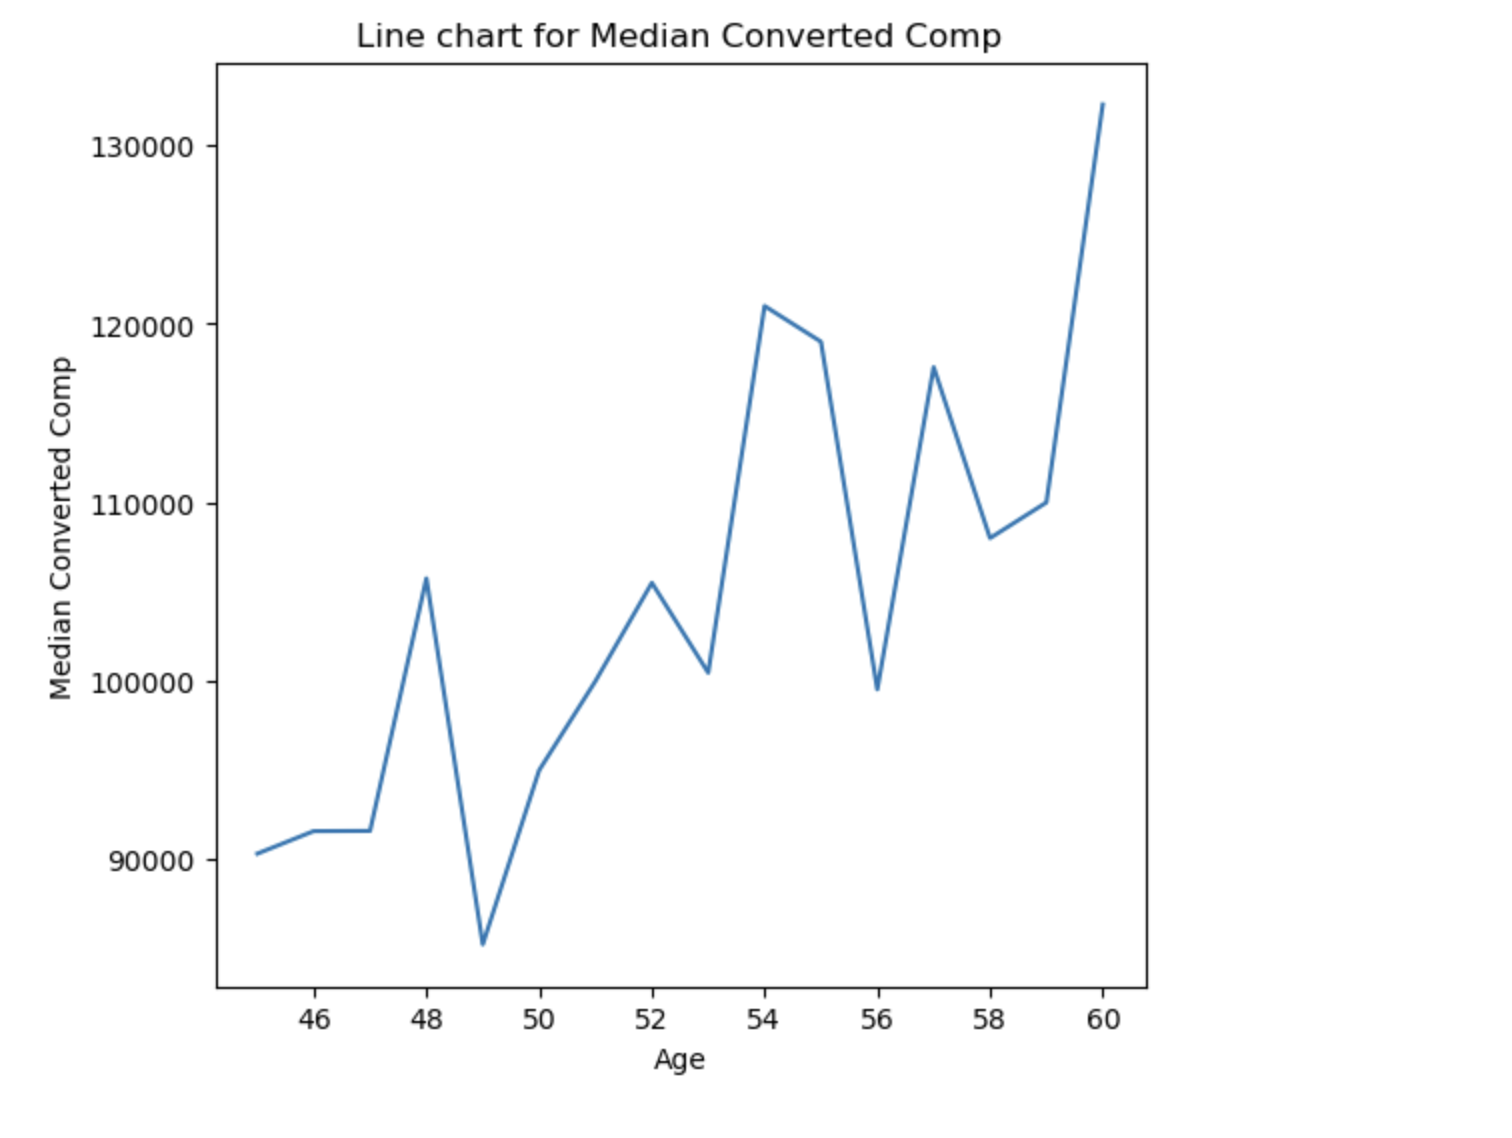 Line chart for Median Converted Comp
130000
120000
110000
100000
90000
Median Converted Comp
46 48 50 52 54 56 58 60
Age